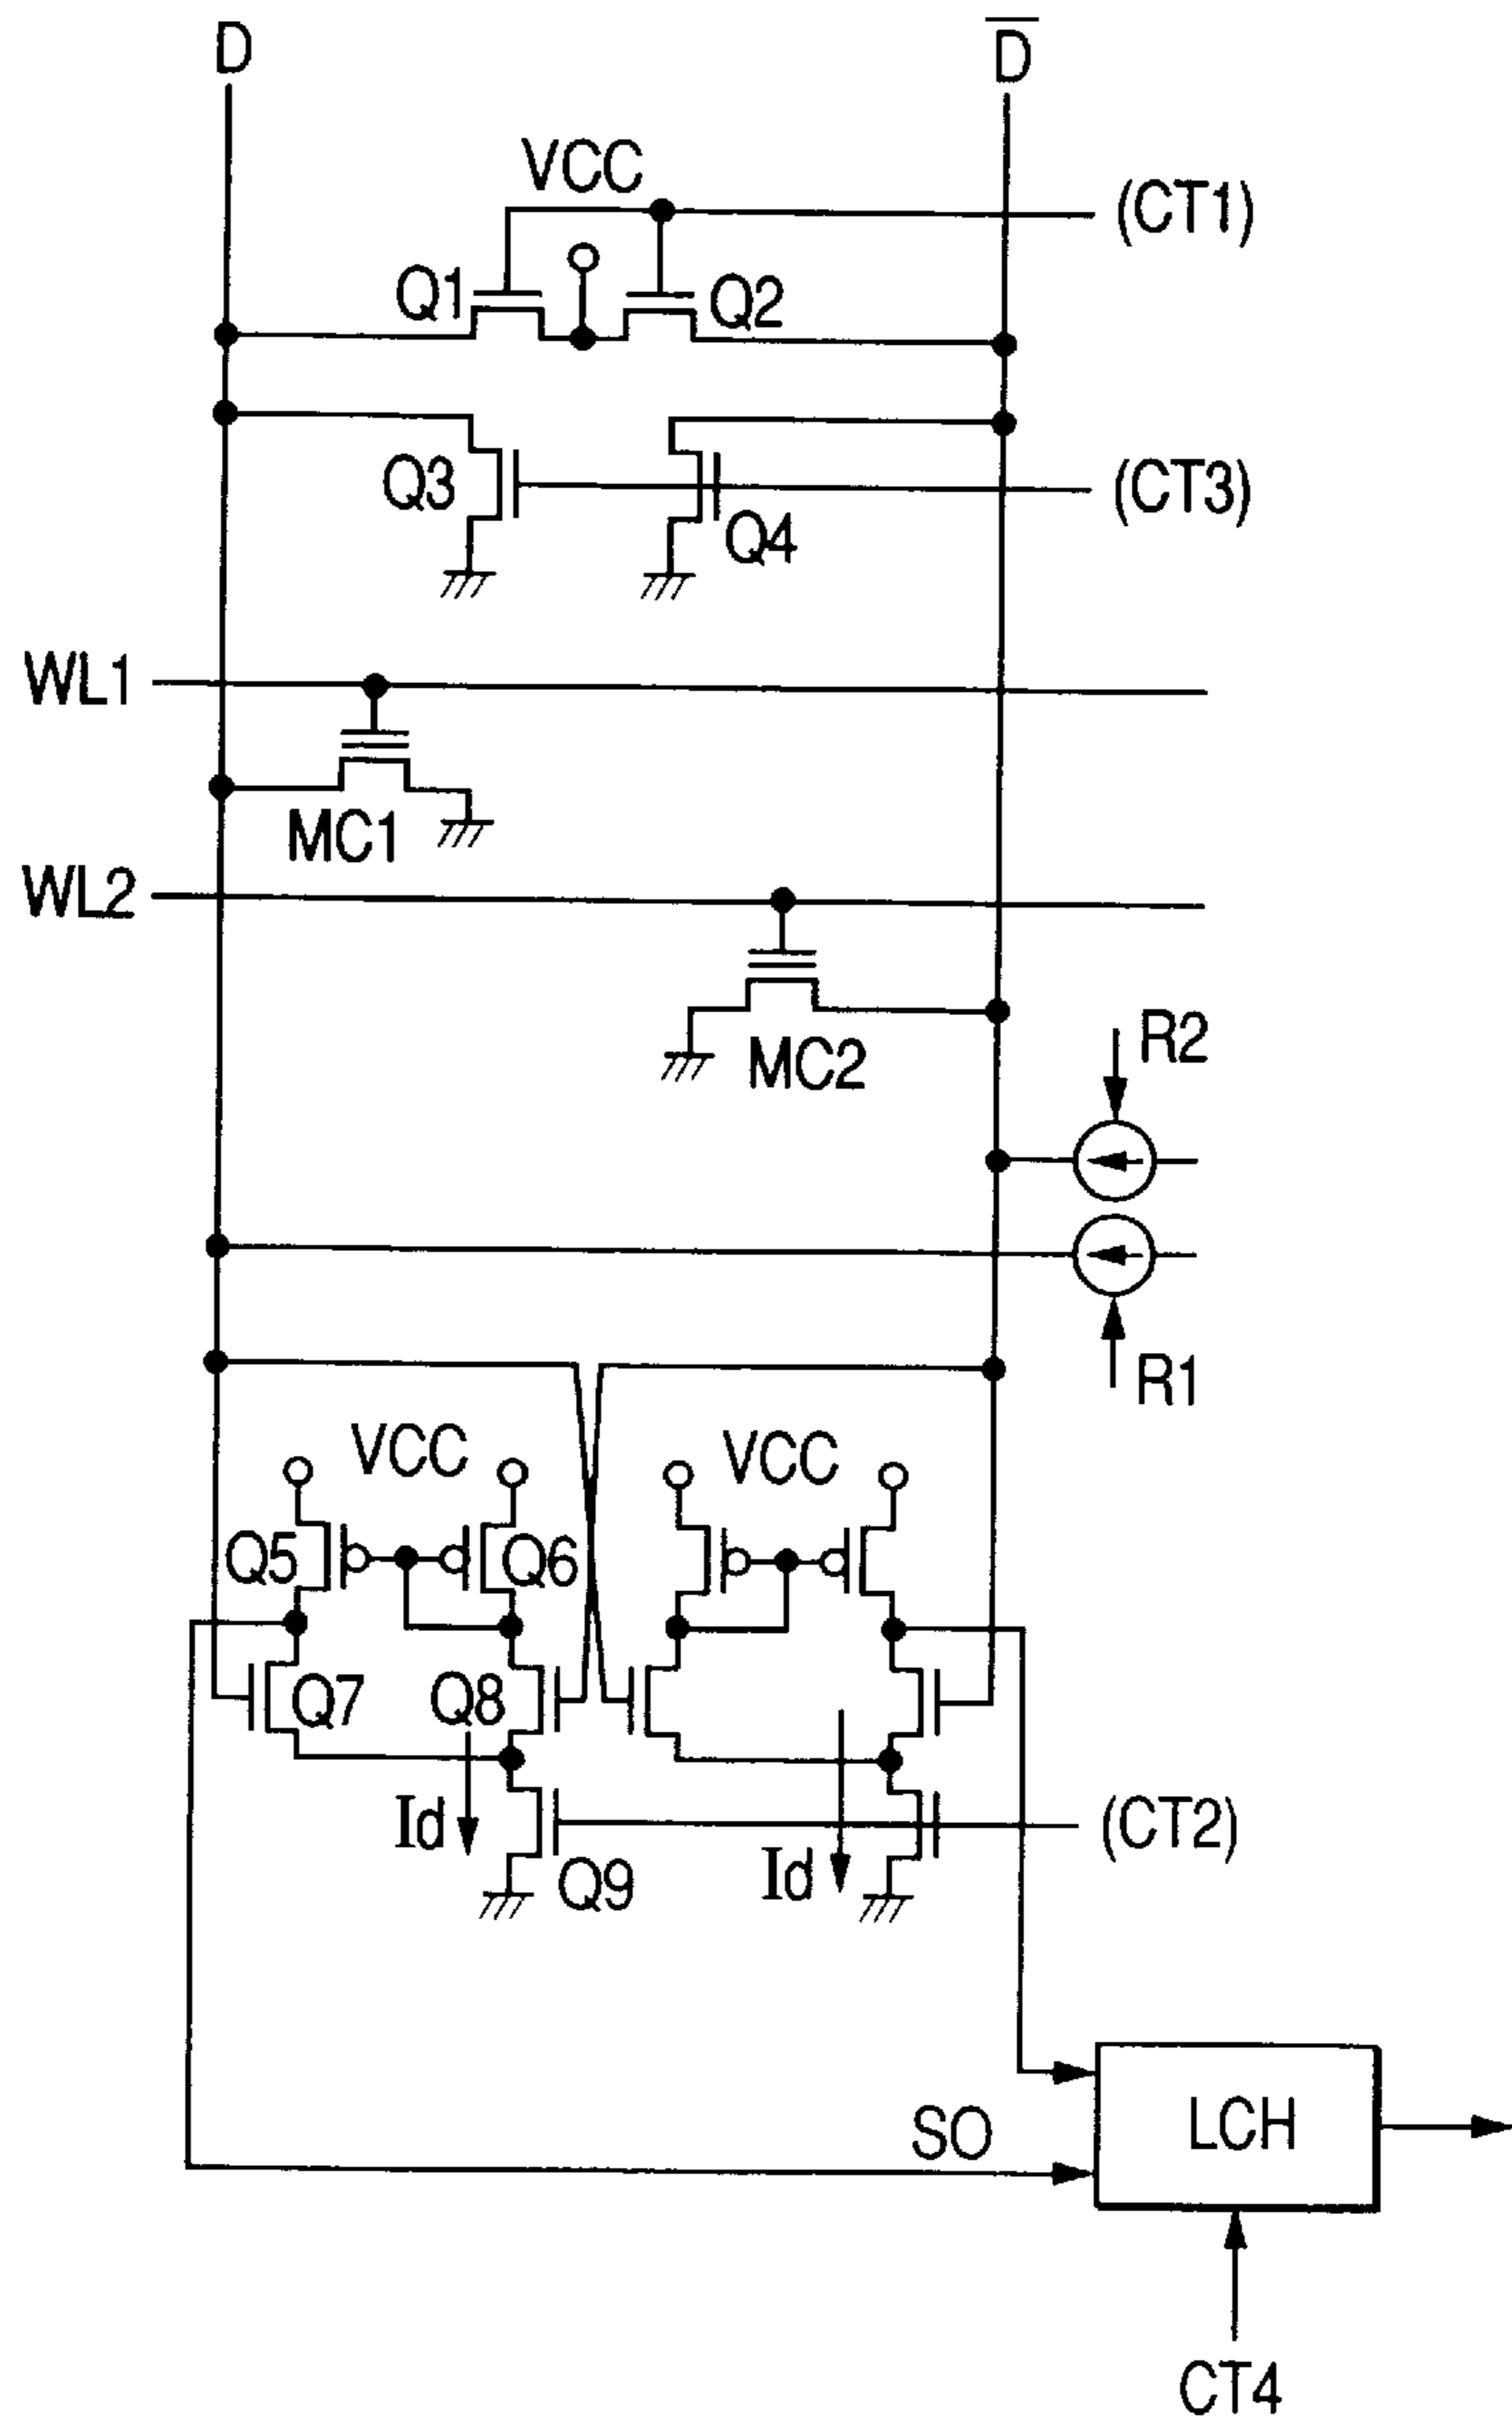 D D̅
VCC
(CT1)
Q1 Q2
Q3
(CT3)
Q4
WL1
MC1
WL2
R2
MC2
R1
VCC VCC
Q5 Q6
Q7 Q8
Id
(CT2)
Id
Q9
SO
LCH
CT4